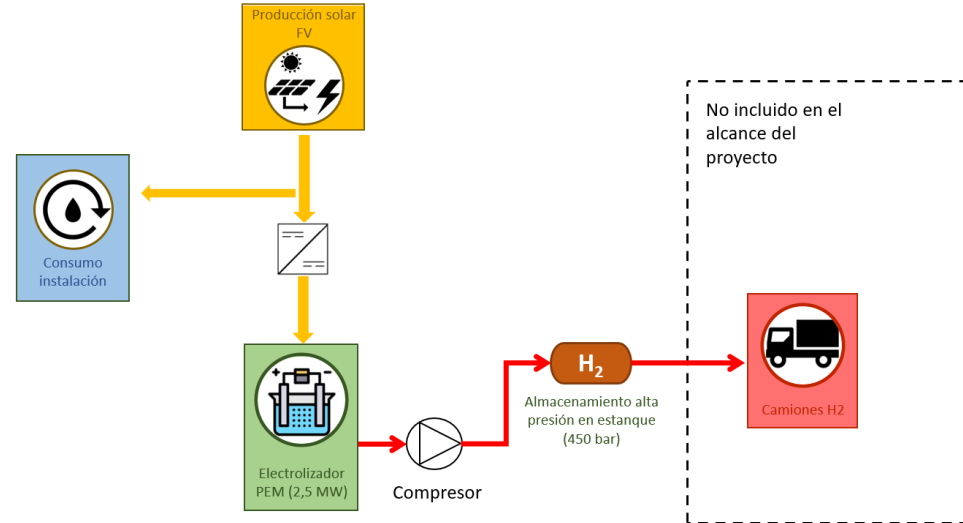 Producción solar
FV
No incluido en el
alcance del
proyecto
Consumo
instalación
H2
Almacenamiento alta
presión en estanque
(450 bar)
Camiones H2
Electrolizador
PEM (2,5 MW)
Compresor